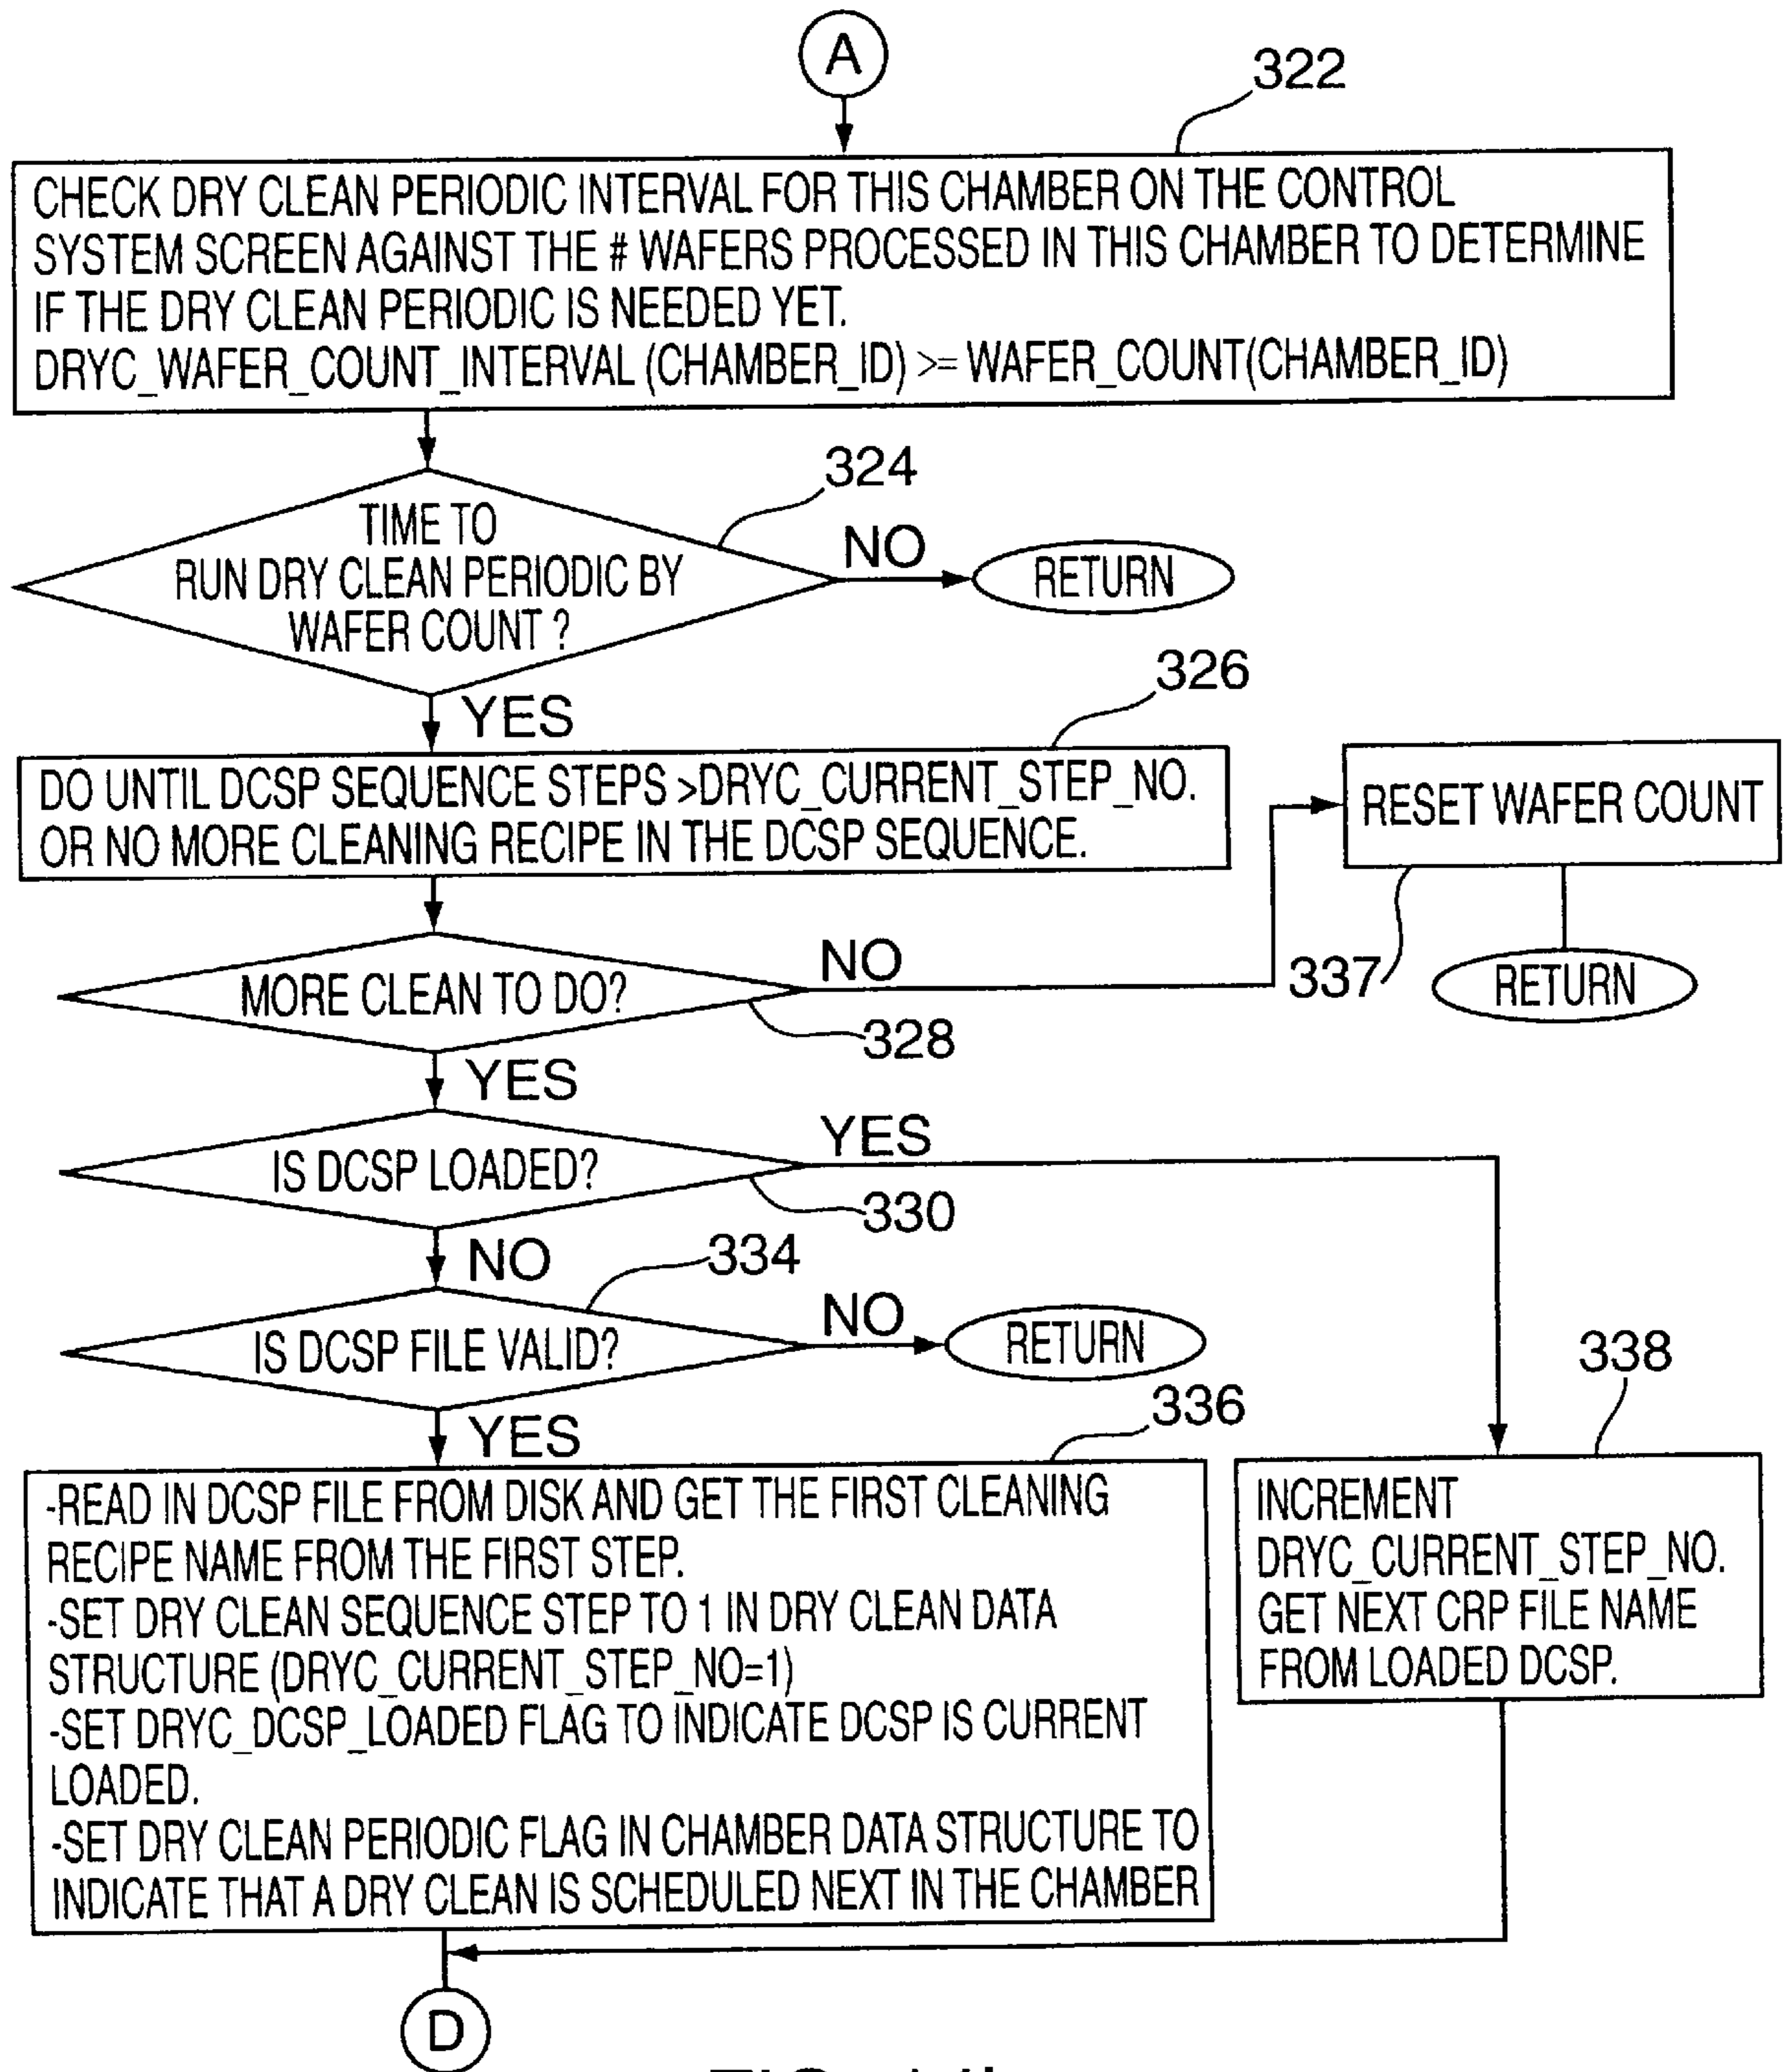 A
322
CHECK DRY CLEAN PERIODIC INTERVAL FOR THIS CHAMBER ON THE CONTROL
SYSTEM SCREEN AGAINST THE # WAFERS PROCESSED IN THIS CHAMBER TO DETERMINE
IF THE DRY CLEAN PERIODIC IS NEEDED YET.
DRYC_WAFER_COUNT_INTERVAL (CHAMBER_ID) >= WAFER_COUNT(CHAMBER_ID)
324
TIME TO
RUN DRY CLEAN PERIODIC BY
WAFER COUNT ?
NO
RETURN
YES
326
DO UNTIL DCSP SEQUENCE STEPS >DRYC_CURRENT_STEP_NO.
OR NO MORE CLEANING RECIPE IN THE DCSP SEQUENCE.
RESET WAFER COUNT
337
RETURN
MORE CLEAN TO DO?
NO
328
YES
IS DCSP LOADED?
YES
330
NO
334
IS DCSP FILE VALID?
NO
RETURN
YES
336
-READ IN DCSP FILE FROM DISK AND GET THE FIRST CLEANING
RECIPE NAME FROM THE FIRST STEP.
-SET DRY CLEAN SEQUENCE STEP TO 1 IN DRY CLEAN DATA
STRUCTURE (DRYC_CURRENT_STEP_NO=1)
-SET DRYC_DCSP_LOADED FLAG TO INDICATE DCSP IS CURRENT
LOADED.
-SET DRY CLEAN PERIODIC FLAG IN CHAMBER DATA STRUCTURE TO
INDICATE THAT A DRY CLEAN IS SCHEDULED NEXT IN THE CHAMBER
338
INCREMENT
DRYC_CURRENT_STEP_NO.
GET NEXT CRP FILE NAME
FROM LOADED DCSP.
D